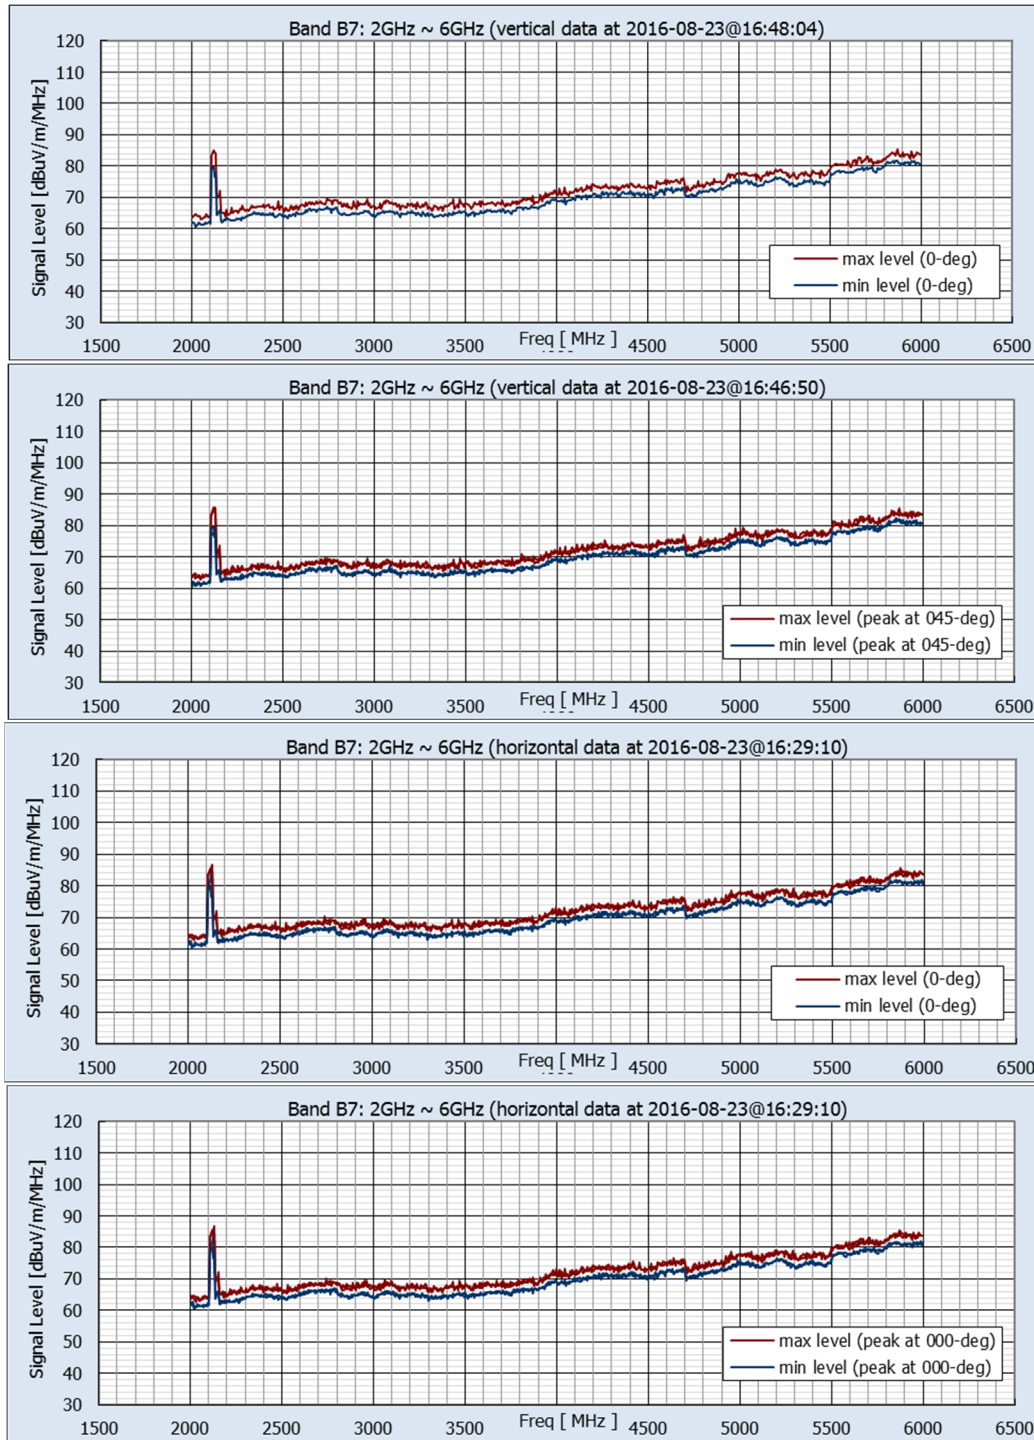 Band B7: 2GHz ~ 6GHz (vertical data at 2016-08-23@16:48:04)
Signal Level [dBuV/m/MHz]
120
110
100
90
80
70
60
50
40
30
max level (0-deg)
min level (0-deg)
1500 2000 2500 3000 3500 4500 5000 5500 6000 6500
Freq [ MHz ]
Band B7: 2GHz ~ 6GHz (vertical data at 2016-08-23@16:46:50)
Signal Level [dBuV/m/MHz]
120
110
100
90
80
70
60
50
40
30
max level (peak at 045-deg)
min level (peak at 045-deg)
1500 2000 2500 3000 3500 4500 5000 5500 6000 6500
Freq [ MHz ]
Band B7: 2GHz ~ 6GHz (horizontal data at 2016-08-23@16:29:10)
Signal Level [dBuV/m/MHz]
120
110
100
90
80
70
60
50
40
30
max level (0-deg)
min level (0-deg)
1500 2000 2500 3000 3500 4500 5000 5500 6000 6500
Freq [ MHz ]
Band B7: 2GHz ~ 6GHz (horizontal data at 2016-08-23@16:29:10)
Signal Level [dBuV/m/MHz]
120
110
100
90
80
70
60
50
40
30
max level (peak at 000-deg)
min level (peak at 000-deg)
1500 2000 2500 3000 3500 4500 5000 5500 6000 6500
Freq [ MHz ]